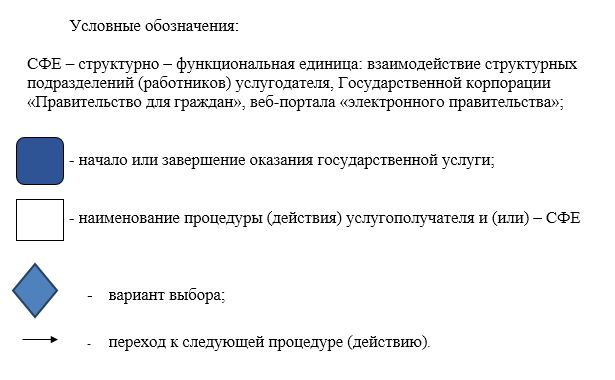 Условные обозначения:
СФЕ – структурно – функциональная единица: взаимодействие структурных
подразделений (работников) услугодателя, Государственной корпорации
«Правительство для граждан», веб-портала «электронного правительства»;
- начало или завершение оказания государственной услуги;
- наименование процедуры (действия) услугополучателя и (или) – СФЕ
- вариант выбора;
- переход к следующей процедуре (действию).